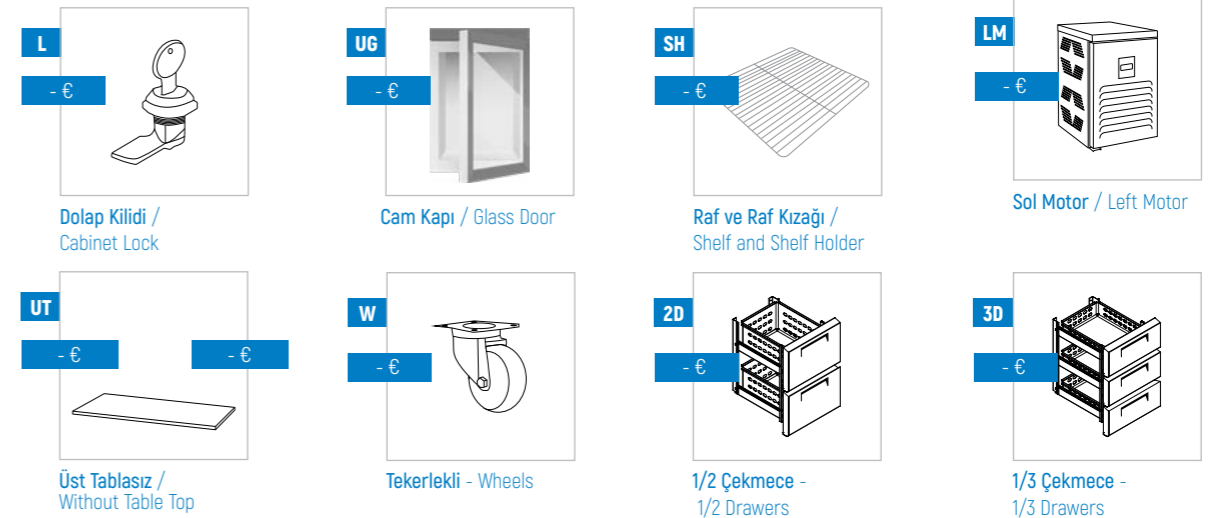 L
- €
Dolap Kilidi /
Cabinet Lock
UG
- €
Cam Kapı / Glass Door
SH
- €
Raf ve Raf Kızağı /
Shelf and Shelf Holder
LM
- €
Sol Motor / Left Motor
UT
- €
- €
Üst Tablasız /
Without Table Top
W
- €
Tekerlekli - Wheels
2D
- €
1/2 Çekmece -
1/2 Drawers
3D
- €
1/3 Çekmece -
1/3 Drawers